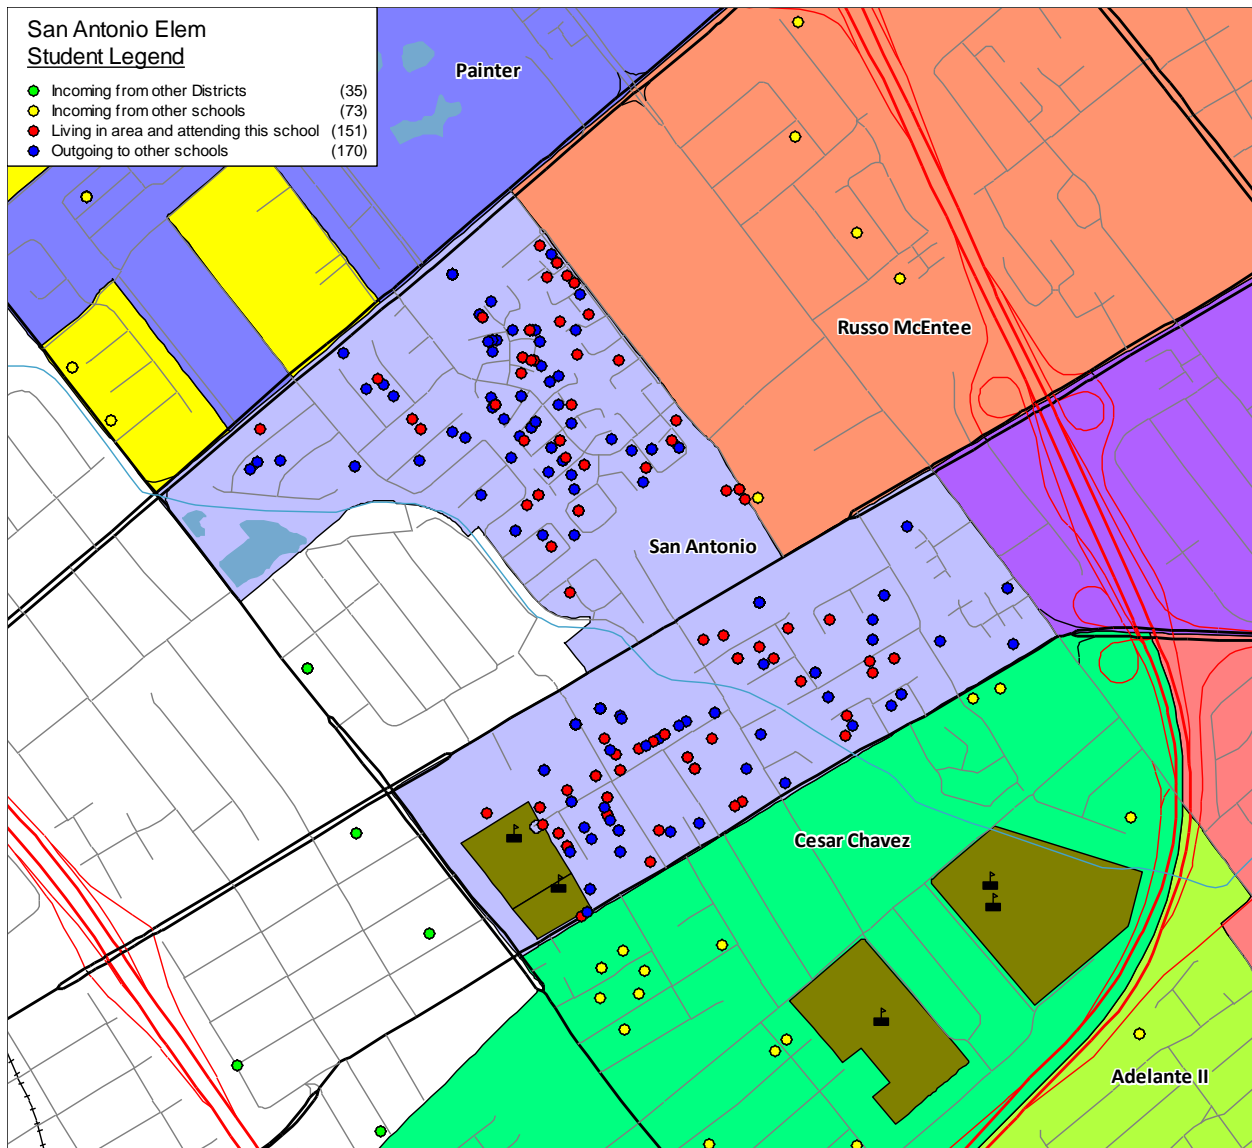 San Antonio Elem
Student Legend
Incoming from other Districts (35)
Incoming from other schools (73)
Living in area and attending this school (151)
Outgoing to other schools (170)
Painter
Russo McEntee
San Antonio
Cesar Chavez
Adelante II